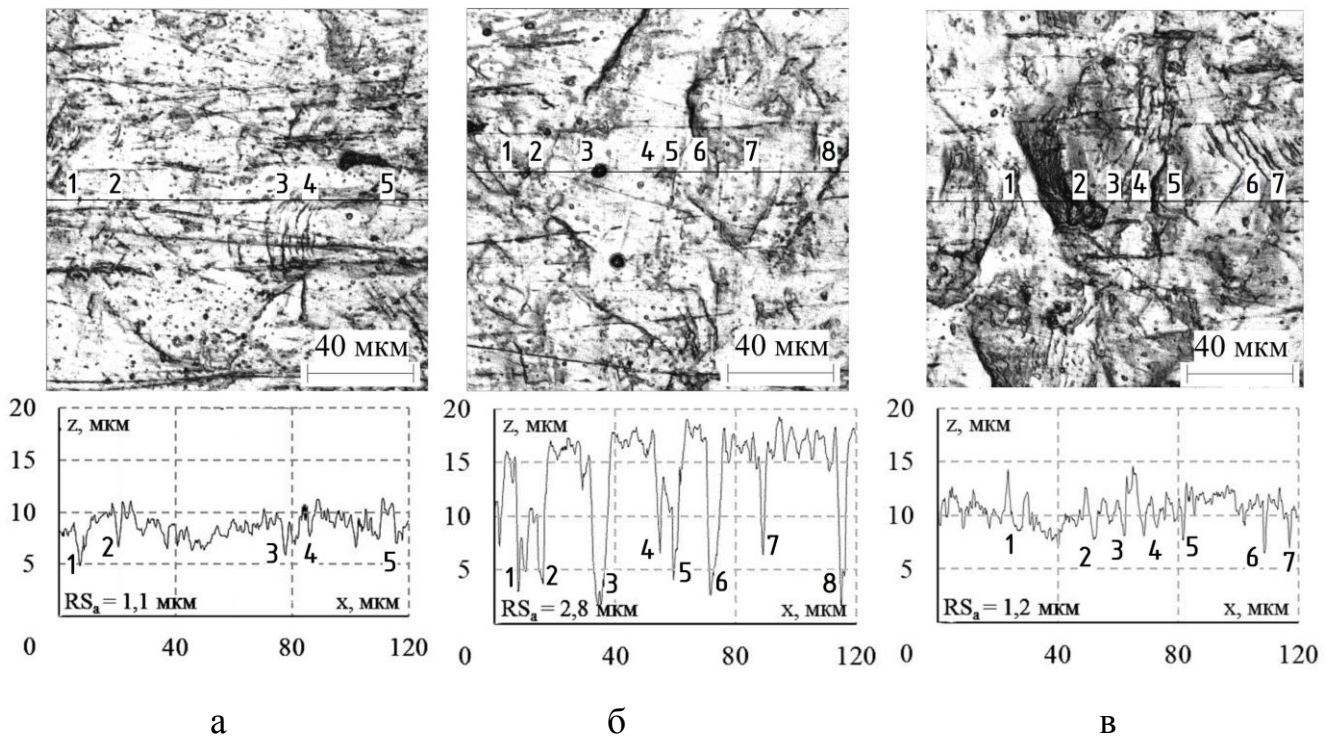 1 2 3 4 5
40 мкм
1 2 3 4 5 6 7 8
40 мкм
1 2 3 4 5 6 7
40 мкм
20
z, мкм
15
10
5
1 2 3 4 5
RSa = 1,1 мкм
x, мкм
0 40 80 120
20
z, мкм
15
10
5
1 2 3 4 5 6 7 8
RSa = 2,8 мкм
x, мкм
0 40 80 120
20
z, мкм
15
10
5
1 2 3 4 5 6 7
RSa = 1,2 мкм
x, мкм
0 40 80 120
а
б
в